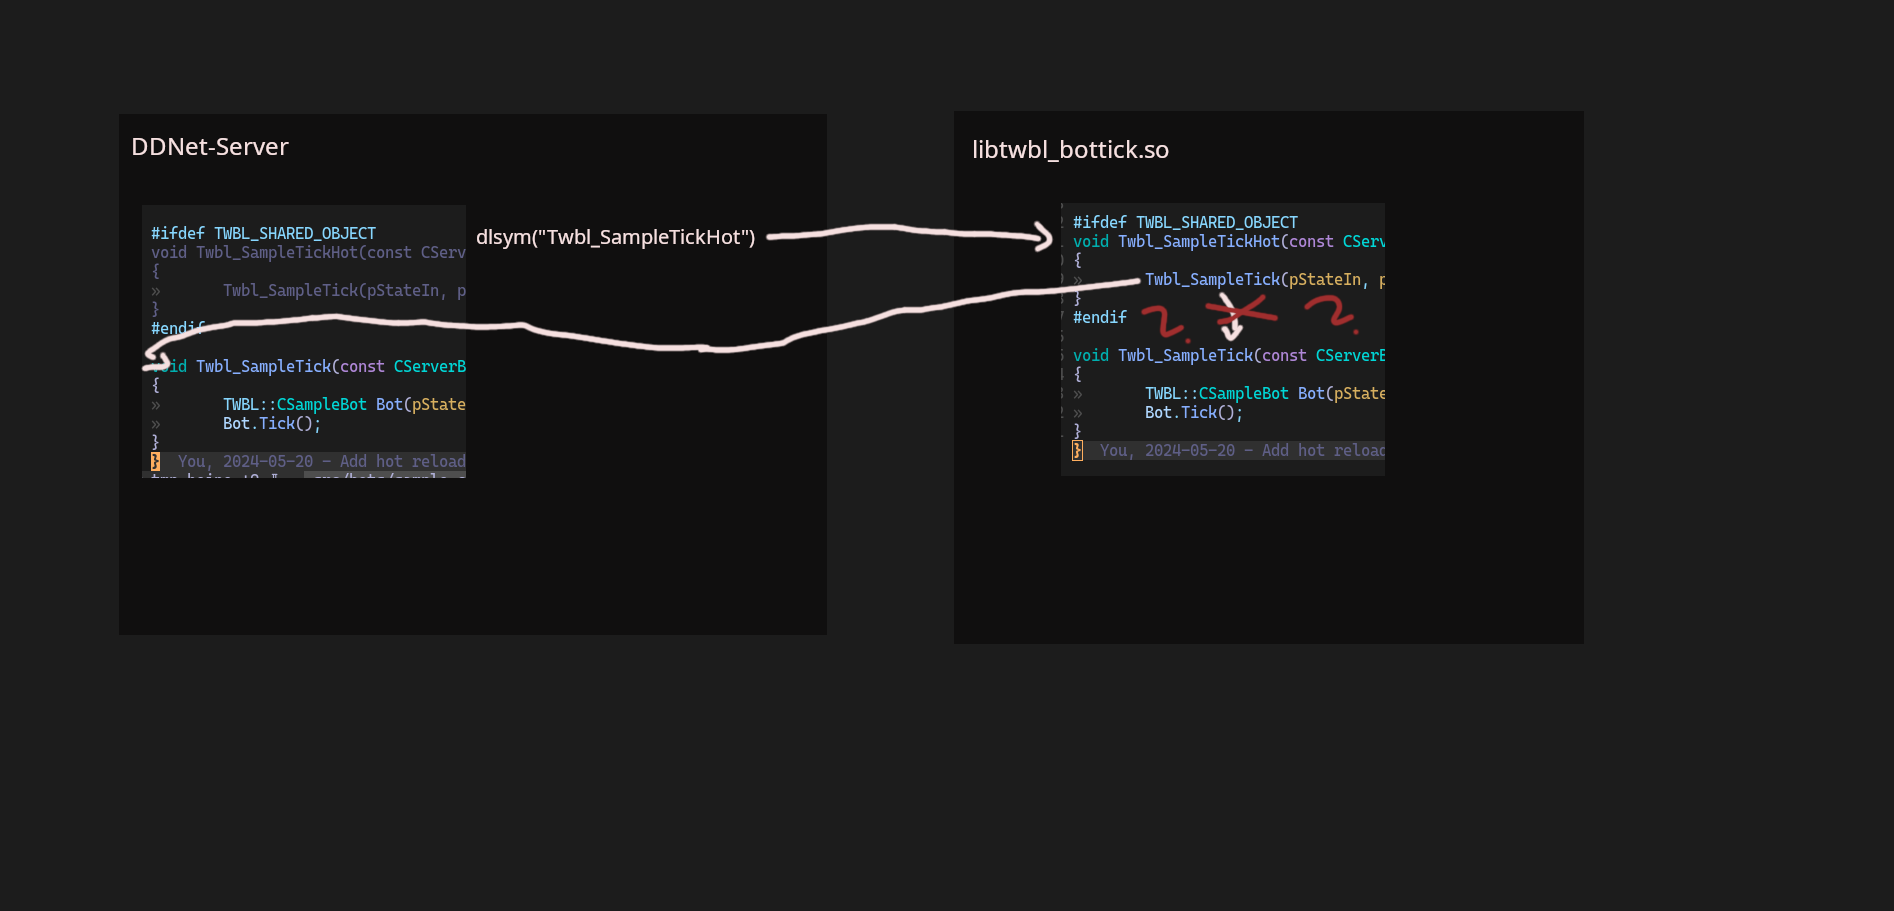 DDNet-Server
#ifdef TWBL_SHARED_OBJECT
void Twbl_SampleTickHot(const CServ
{
» Twbl_SampleTick(pStateIn, p
}
#endif
void Twbl_SampleTick(const CServerB
{
» TWBL::CSampleBot Bot(pState
» Bot.Tick();
}
} You, 2024-05-20 - Add hot reload
dlsym("Twbl_SampleTickHot")
libtwbl_bottick.so
#ifdef TWBL_SHARED_OBJECT
void Twbl_SampleTickHot(const CServ
{
» Twbl_SampleTick(pStateIn, p
}
#endif
? ?
void Twbl_SampleTick(const CServerB
{
» TWBL::CSampleBot Bot(pState
» Bot.Tick();
}
} You, 2024-05-20 - Add hot reload